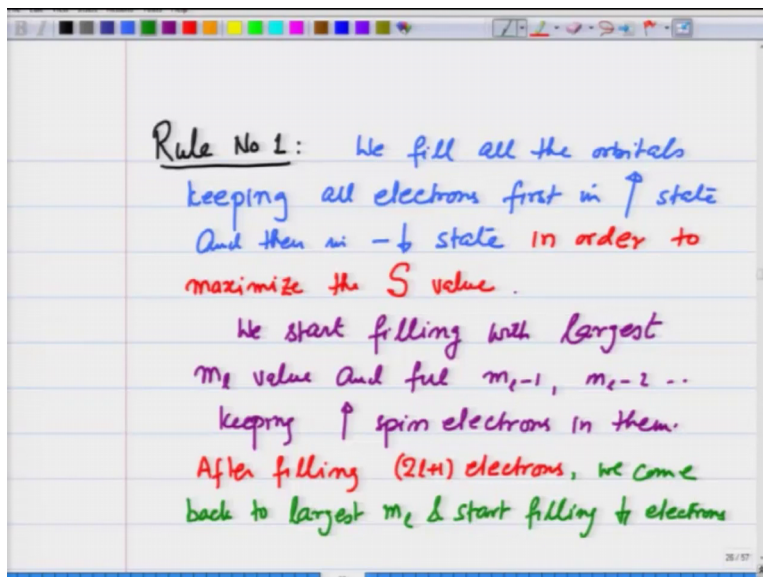 Rule No 1: We fill all the orbitals
keeping all electrons first in ↑ state
And then in - ↓ state in order to
maximize the S value.
We start filling with largest
mₗ value and fill mₗ-1, mₗ-2 ..
keeping ↑ spin electrons in them.
After filling (2l+1) electrons, we come
back to largest mₗ & start filling ↓ electrons
26/57